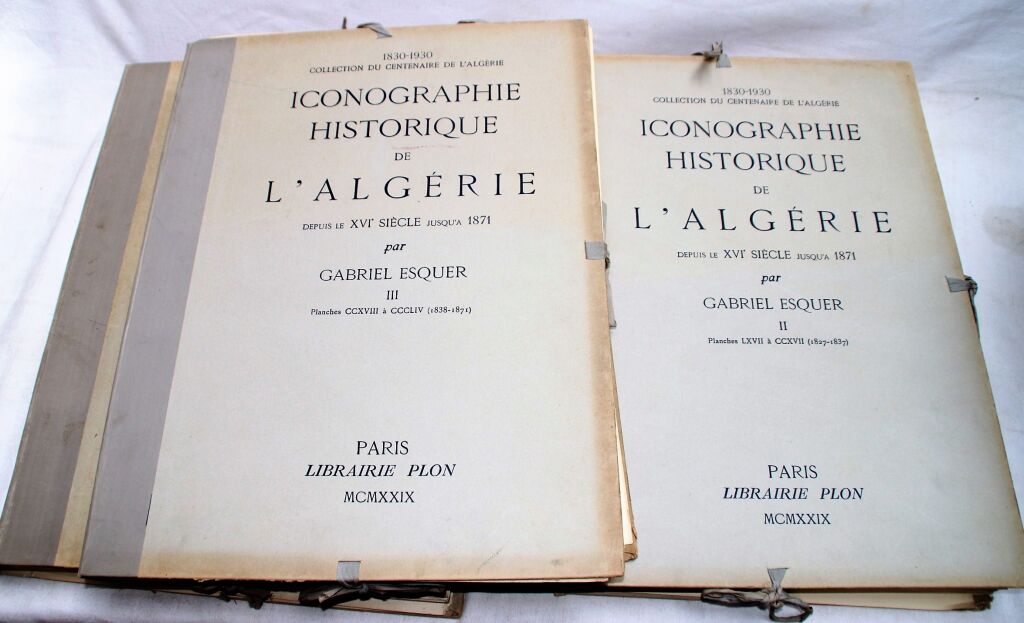 1830-1930
COLLECTION DU CENTENAIRE DE L'ALGÉRIE
ICONOGRAPHIE
HISTORIQUE
DE
L'ALGÉRIE
DEPUIS LE XVIᵉ SIÈCLE JUSQU'A 1871
par
GABRIEL ESQUER
III
Planches CCXVIII à CCCLIV (1838-1871)
PARIS
LIBRAIRIE PLON
MCMXXIX
1830-1930
COLLECTION DU CENTENAIRE DE L'ALGÉRIE
ICONOGRAPHIE
HISTORIQUE
DE
L'ALGÉRIE
DEPUIS LE XVIᵉ SIÈCLE JUSQU'A 1871
par
GABRIEL ESQUER
II
Planches LXVII à CCXVII (1827-1837)
PARIS
LIBRAIRIE PLON
MCMXXIX